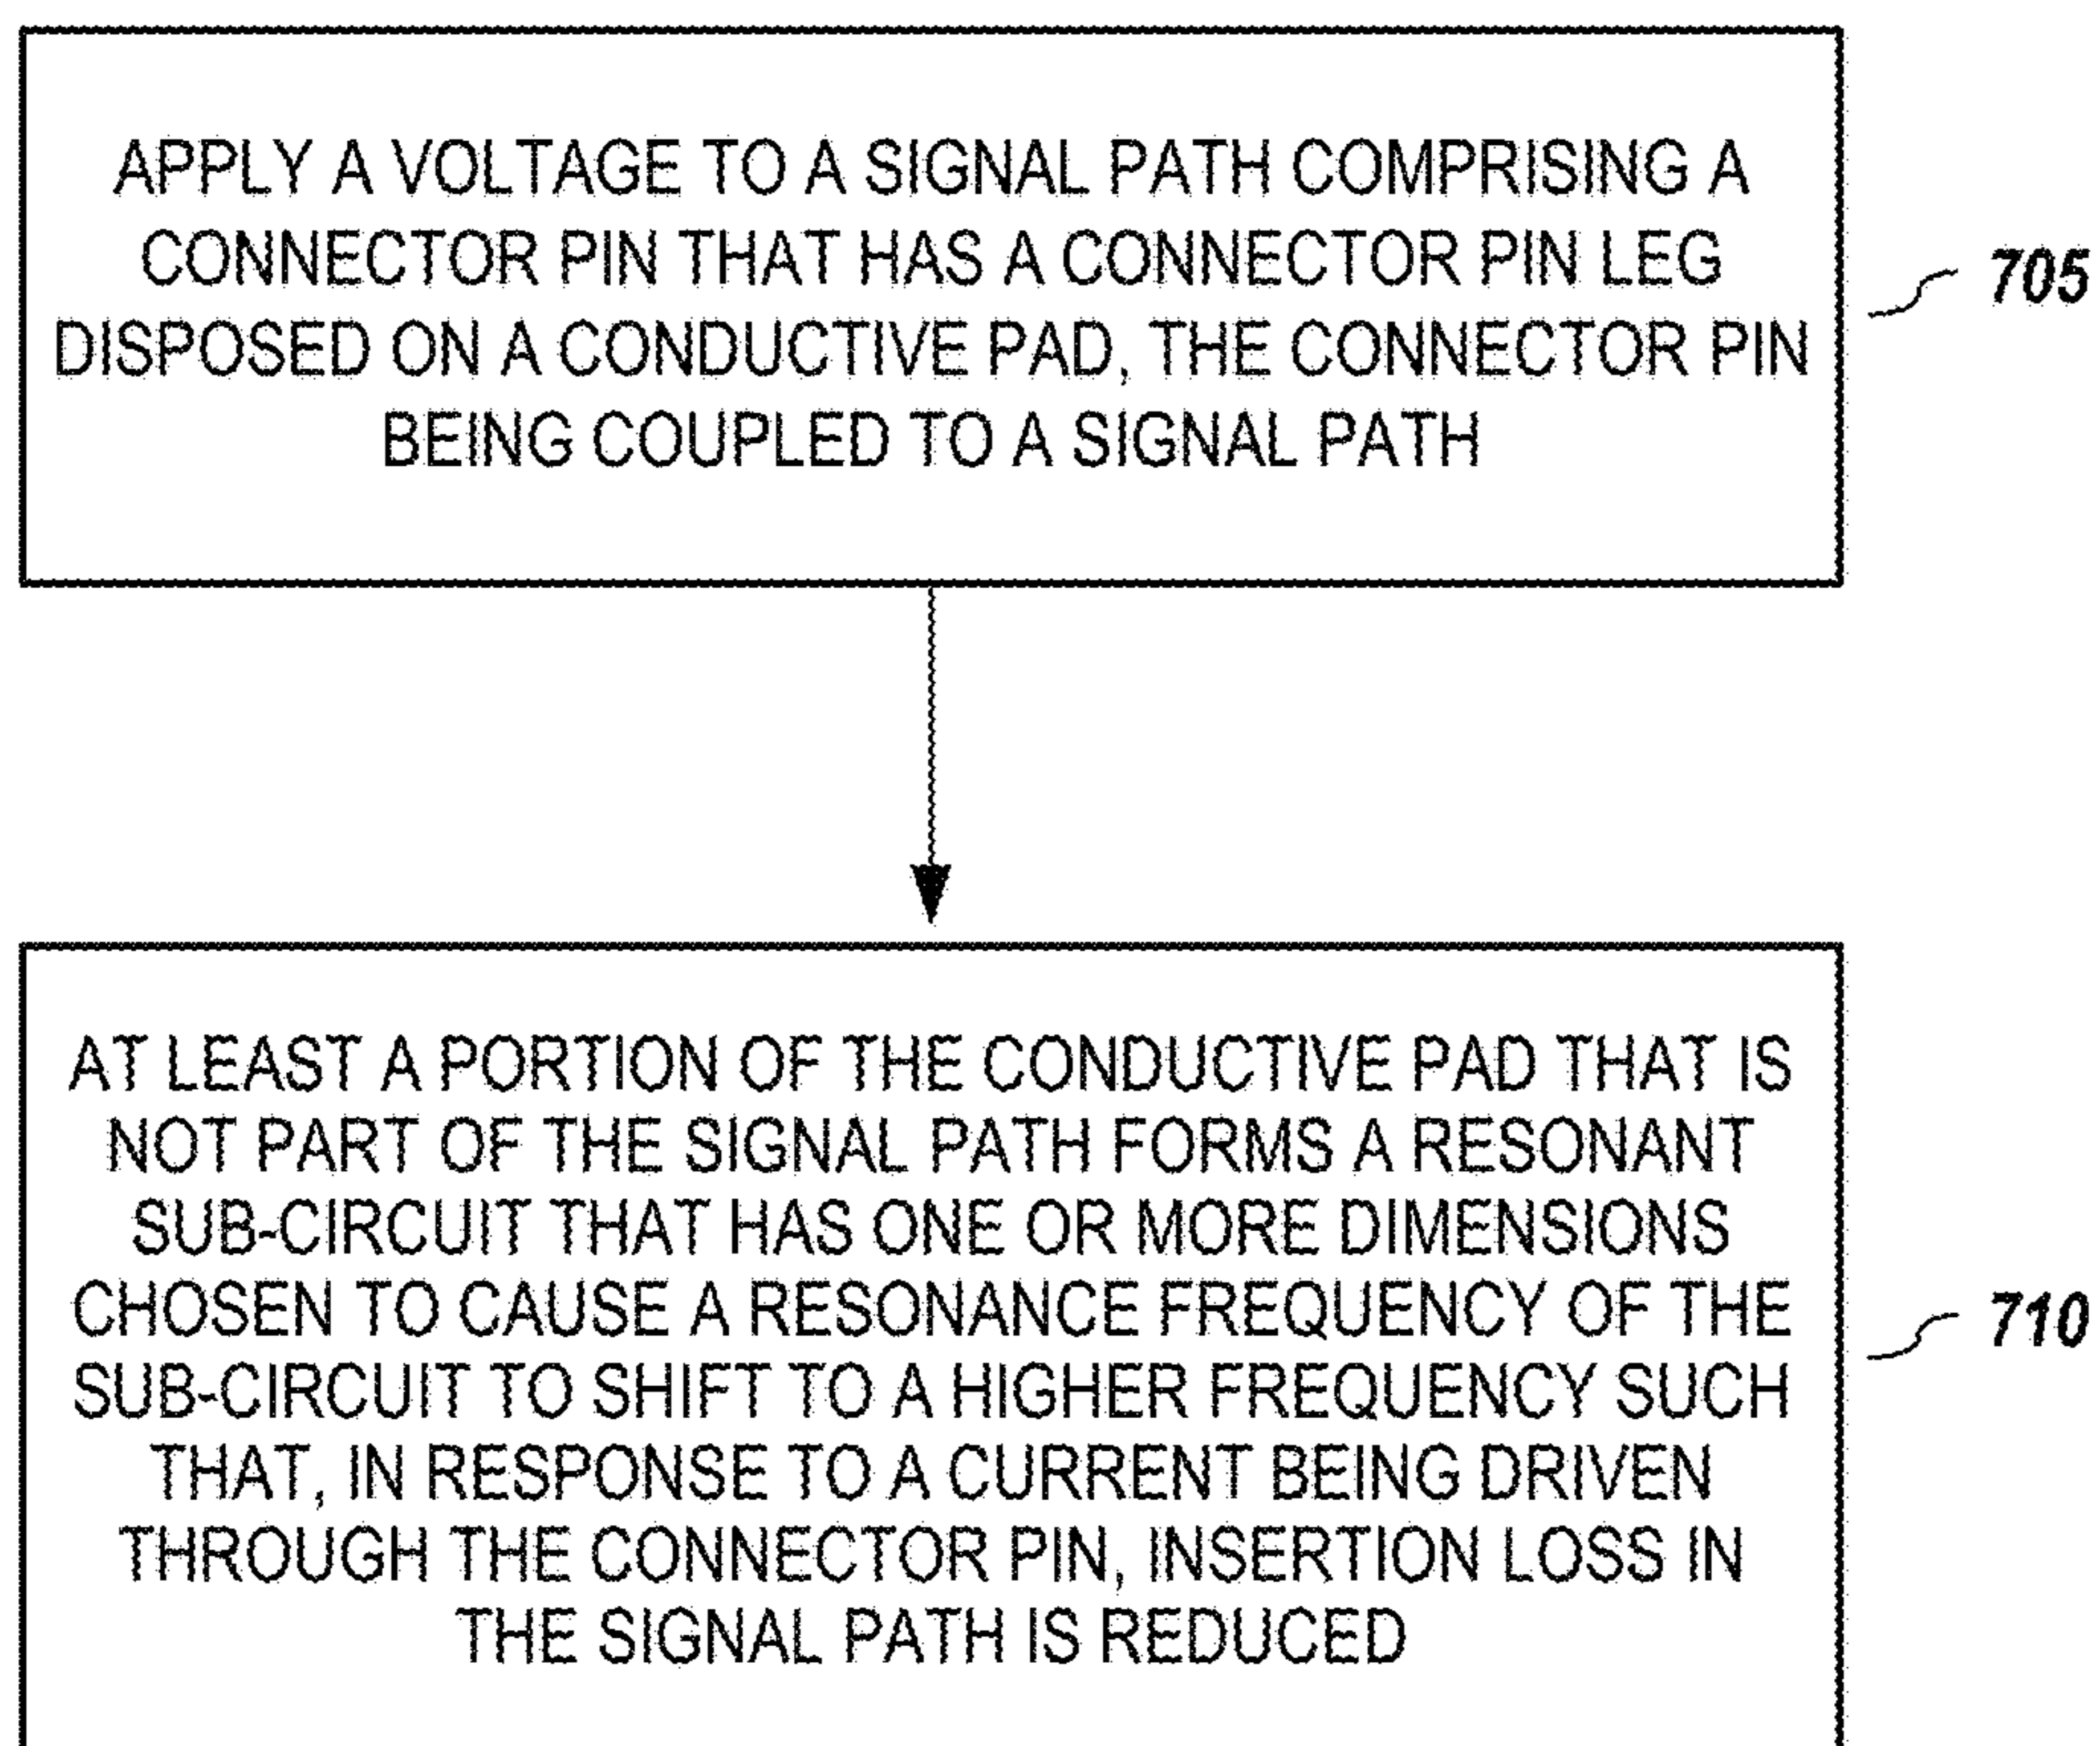 APPLY A VOLTAGE TO A SIGNAL PATH COMPRISING A
CONNECTOR PIN THAT HAS A CONNECTOR PIN LEG
DISPOSED ON A CONDUCTIVE PAD, THE CONNECTOR PIN
BEING COUPLED TO A SIGNAL PATH
705
AT LEAST A PORTION OF THE CONDUCTIVE PAD THAT IS
NOT PART OF THE SIGNAL PATH FORMS A RESONANT
SUB-CIRCUIT THAT HAS ONE OR MORE DIMENSIONS
CHOSEN TO CAUSE A RESONANCE FREQUENCY OF THE
SUB-CIRCUIT TO SHIFT TO A HIGHER FREQUENCY SUCH
THAT, IN RESPONSE TO A CURRENT BEING DRIVEN
THROUGH THE CONNECTOR PIN, INSERTION LOSS IN
THE SIGNAL PATH IS REDUCED
710